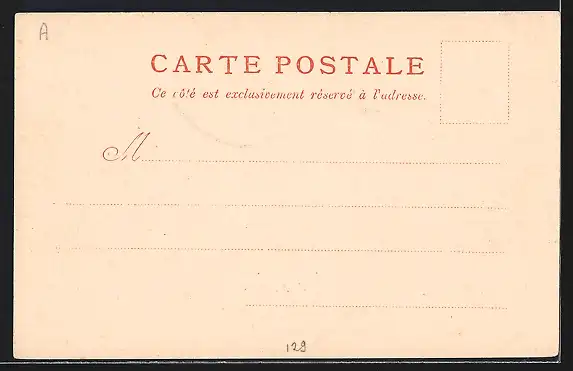 A
CARTE POSTALE
Ce côté est exclusivement réservé à l'adresse.
M
129